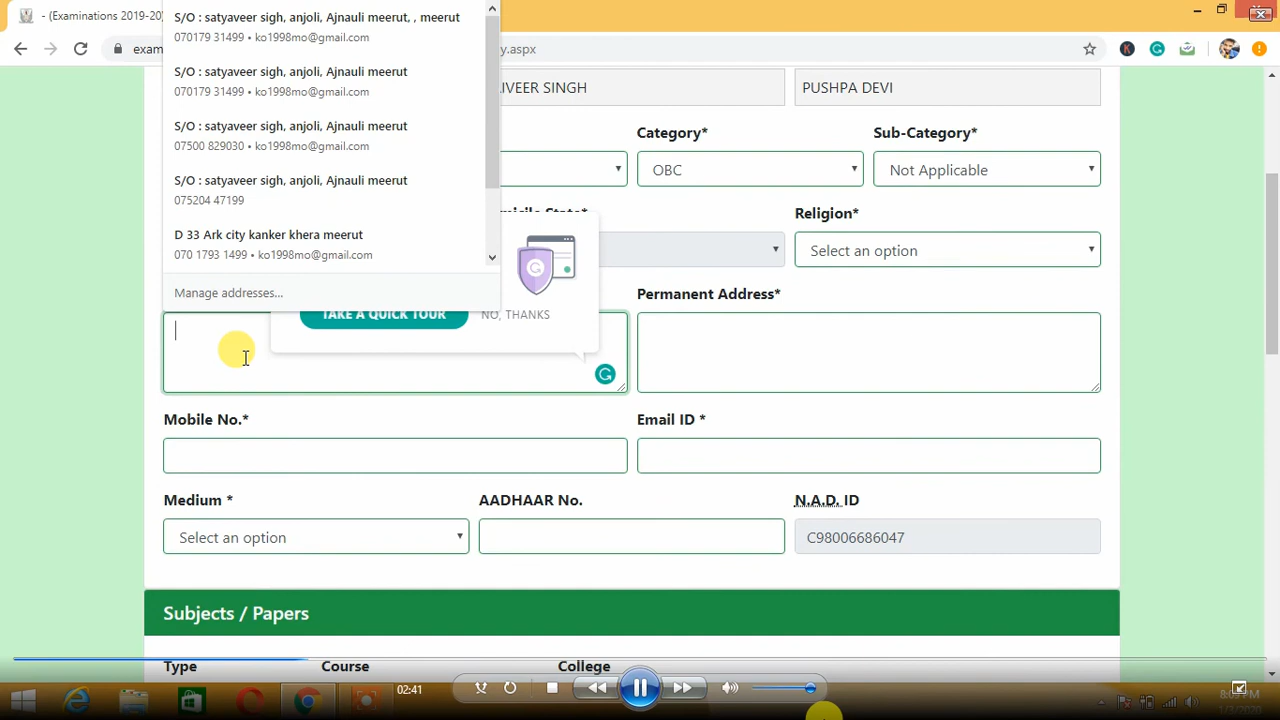 - (Examinations 2019-20)
exam
y.aspx
S/O : satyaveer sigh, anjoli, Ajnauli meerut, , meerut
070179 31499 • ko1998mo@gmail.com
S/O : satyaveer sigh, anjoli, Ajnauli meerut
070179 31499 • ko1998mo@gmail.com
S/O : satyaveer sigh, anjoli, Ajnauli meerut
07500 829030 • ko1998mo@gmail.com
S/O : satyaveer sigh, anjoli, Ajnauli meerut
075204 47199
D 33 Ark city kanker khera meerut
070 1793 1499 • ko1998mo@gmail.com
Manage addresses...
IVEER SINGH
PUSHPA DEVI
Category*
Sub-Category*
OBC
Not Applicable
State*
Religion*
Select an option
TAKE A QUICK TOUR
NO, THANKS
Permanent Address*
Mobile No.*
Email ID *
Medium *
AADHAAR No.
N.A.D. ID
Select an option
C98006686047
Subjects / Papers
Type
Course
College
02:41